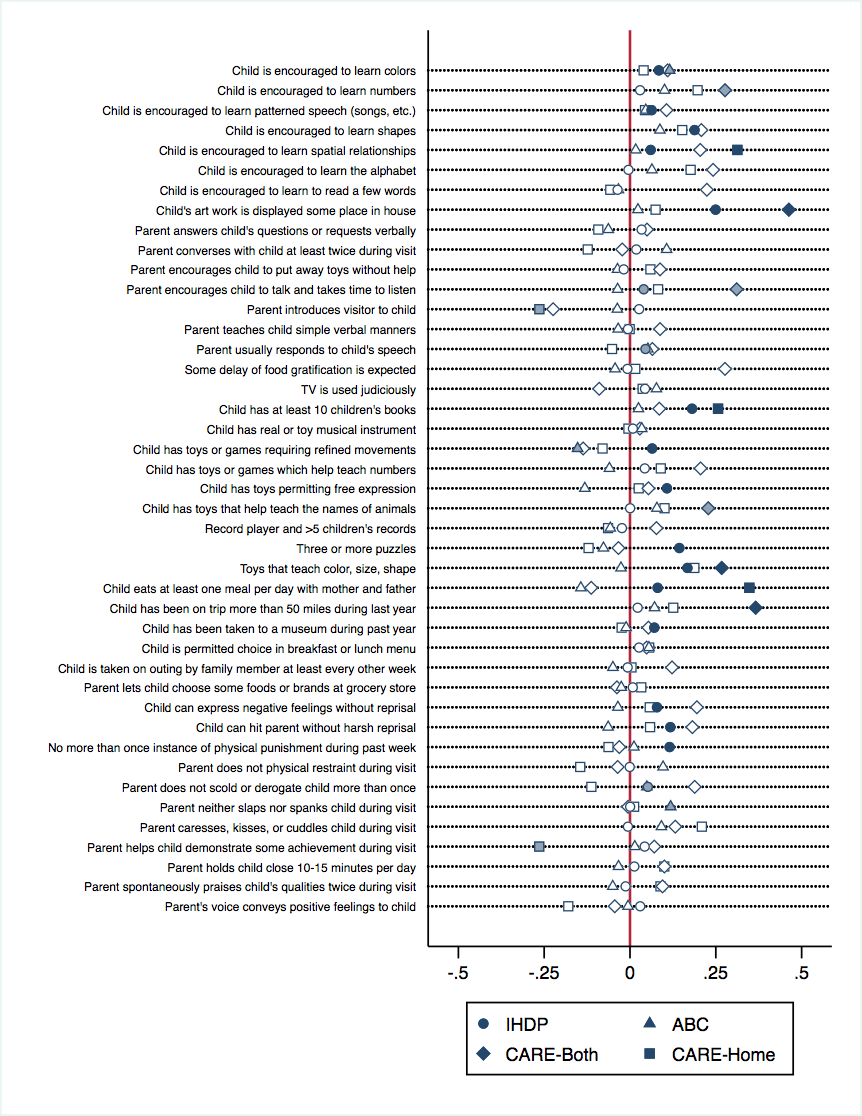 Child is encouraged to learn colors
Child is encouraged to learn numbers
Child is encouraged to learn patterned speech (songs, etc.)
Child is encouraged to learn shapes
Child is encouraged to learn spatial relationships
Child is encouraged to learn the alphabet
Child is encouraged to learn to read a few words
Child's art work is displayed some place in house
Parent answers child's questions or requests verbally
Parent converses with child at least twice during visit
Parent encourages child to put away toys without help
Parent encourages child to talk and takes time to listen
Parent introduces visitor to child
Parent teaches child simple verbal manners
Parent usually responds to child's speech
Some delay of food gratification is expected
TV is used judiciously
Child has at least 10 children's books
Child has real or toy musical instrument
Child has toys or games requiring refined movements
Child has toys or games which help teach numbers
Child has toys permitting free expression
Child has toys that help teach the names of animals
Record player and >5 children's records
Three or more puzzles
Toys that teach color, size, shape
Child eats at least one meal per day with mother and father
Child has been on trip more than 50 miles during last year
Child has been taken to a museum during past year
Child is permitted choice in breakfast or lunch menu
Child is taken on outing by family member at least every other week
Parent lets child choose some foods or brands at grocery store
Child can express negative feelings without reprisal
Child can hit parent without harsh reprisal
No more than once instance of physical punishment during past week
Parent does not physical restraint during visit
Parent does not scold or derogate child more than once
Parent neither slaps nor spanks child during visit
Parent caresses, kisses, or cuddles child during visit
Parent helps child demonstrate some achievement during visit
Parent holds child close 10-15 minutes per day
Parent spontaneously praises child's qualities twice during visit
Parent's voice conveys positive feelings to child
-.5 -.25 0 .25 .5
IHDP ABC
CARE-Both CARE-Home